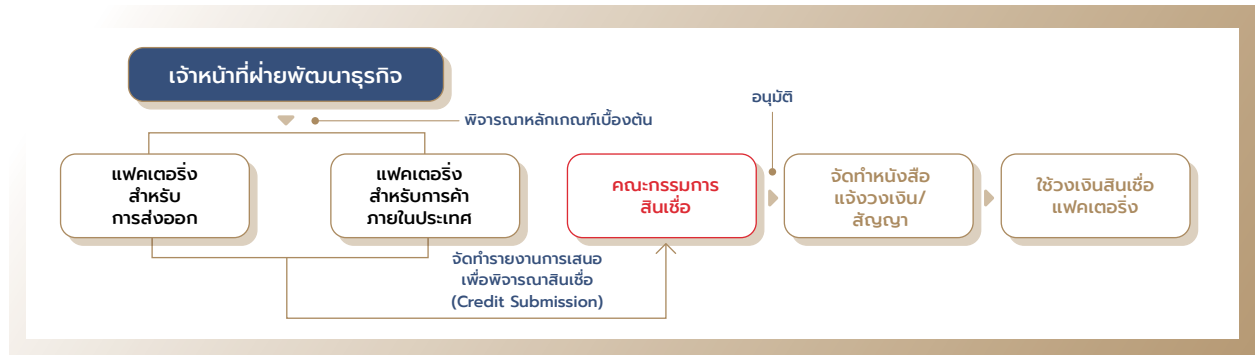 เจ้าหน้าที่ฝ่ายพัฒนาธุรกิจ
พิจารณาหลักเกณฑ์เบื้องต้น
แฟคเตอริ่ง
สำหรับ
การส่งออก
แฟคเตอริ่ง
สำหรับการค้า
ภายในประเทศ
จัดทำรายงานการเสนอ
เพื่อพิจารณาสินเชื่อ
(Credit Submission)
คณะกรรมการ
สินเชื่อ
อนุมัติ
จัดทำหนังสือ
แจ้งวงเงิน/
สัญญา
ใช้วงเงินสินเชื่อ
แฟคเตอริ่ง